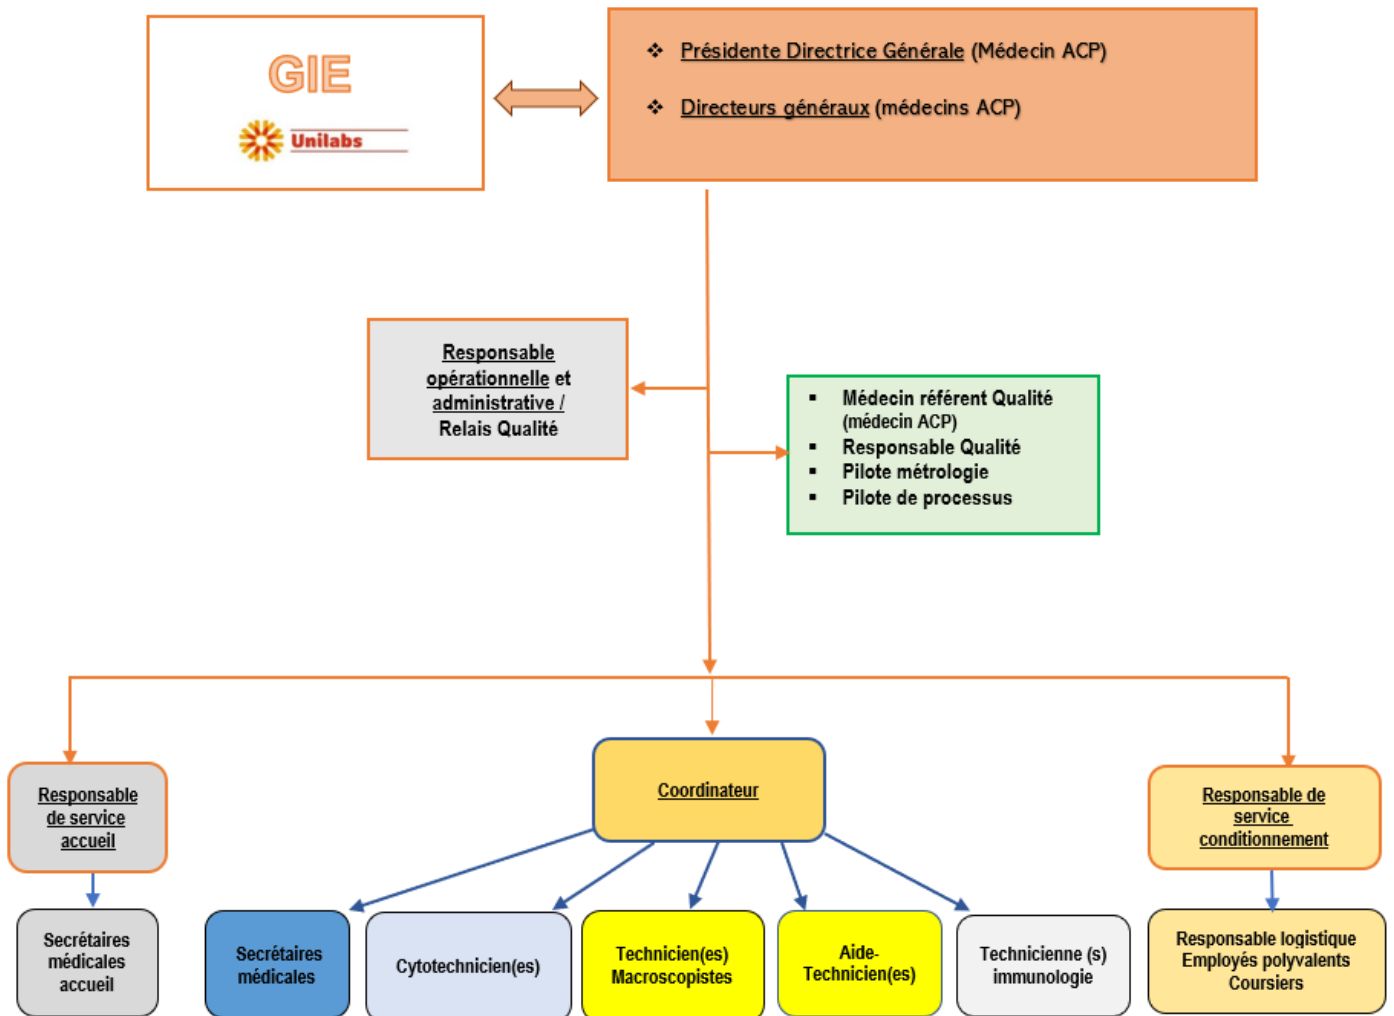 GIE
Unilabs
❖ Présidente Directrice Générale (Médecin ACP)
❖ Directeurs généraux (médecins ACP)
Responsable
opérationnelle et
administrative /
Relais Qualité
▪ Médecin référent Qualité
(médecin ACP)
▪ Responsable Qualité
▪ Pilote métrologie
▪ Pilote de processus
Responsable
de service
accueil
Coordinateur
Responsable de
service
conditionnement
Secrétaires
médicales
accueil
Secrétaires
médicales
Cytotechnicien(es)
Technicien(es)
Macroscopistes
Aide-
Technicien(es)
Technicienne (s)
immunologie
Responsable logistique
Employés polyvalents
Coursiers